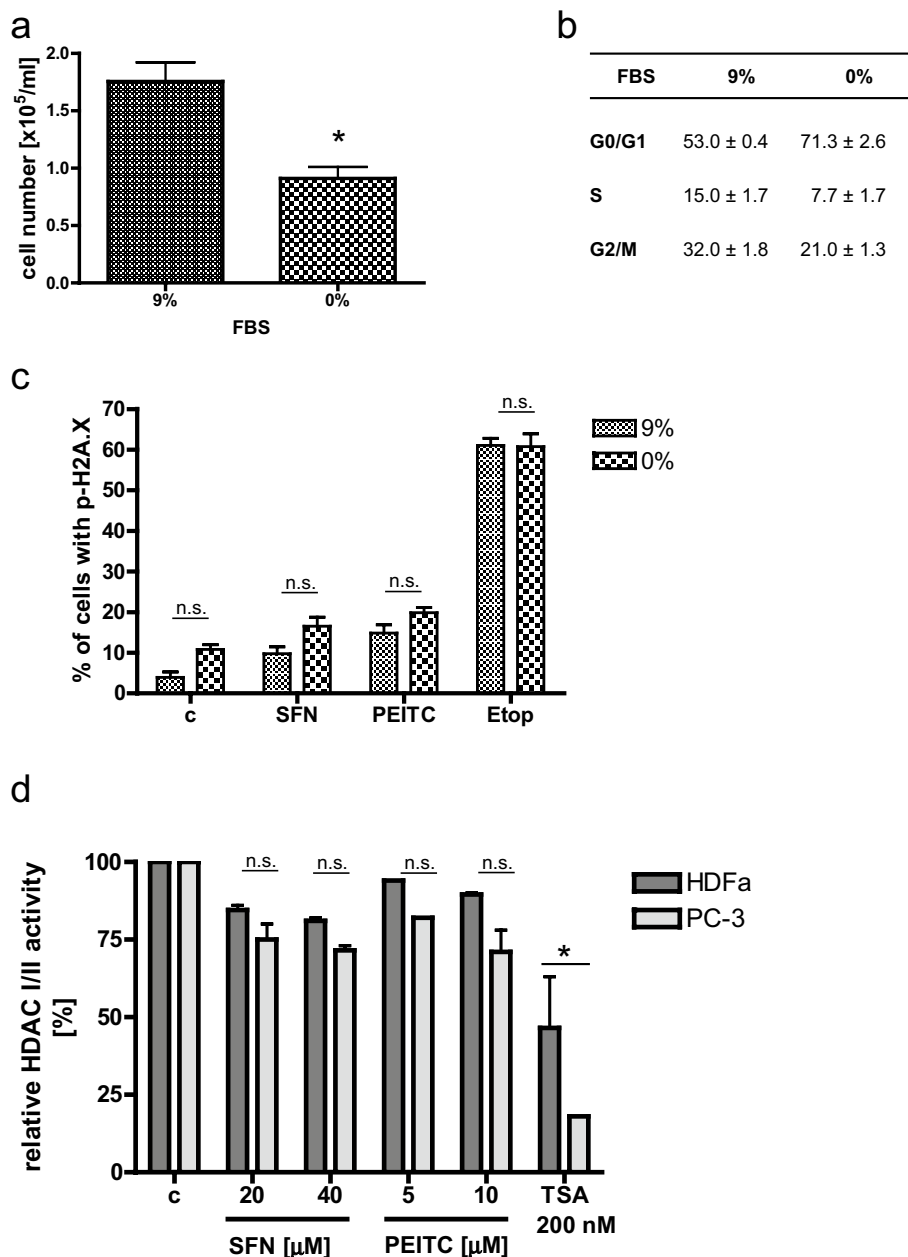 a
cell number [x10⁵/ml]
2.0
1.5
1.0
0.5
0.0
*
9%
0%
FBS
b
FBS 9% 0%
G0/G1 53.0 ± 0.4 71.3 ± 2.6
S 15.0 ± 1.7 7.7 ± 1.7
G2/M 32.0 ± 1.8 21.0 ± 1.3
c
% of cells with p-H2A.X
70
60
50
40
30
20
10
0
n.s.
n.s.
n.s.
n.s.
c SFN PEITC Etop
9%
0%
d
relative HDAC I/II activity
[%]
100
75
50
25
0
n.s.
n.s.
n.s.
n.s.
*
c 20 40 5 10 TSA
200 nM
SFN [µM] PEITC [µM]
HDFa
PC-3